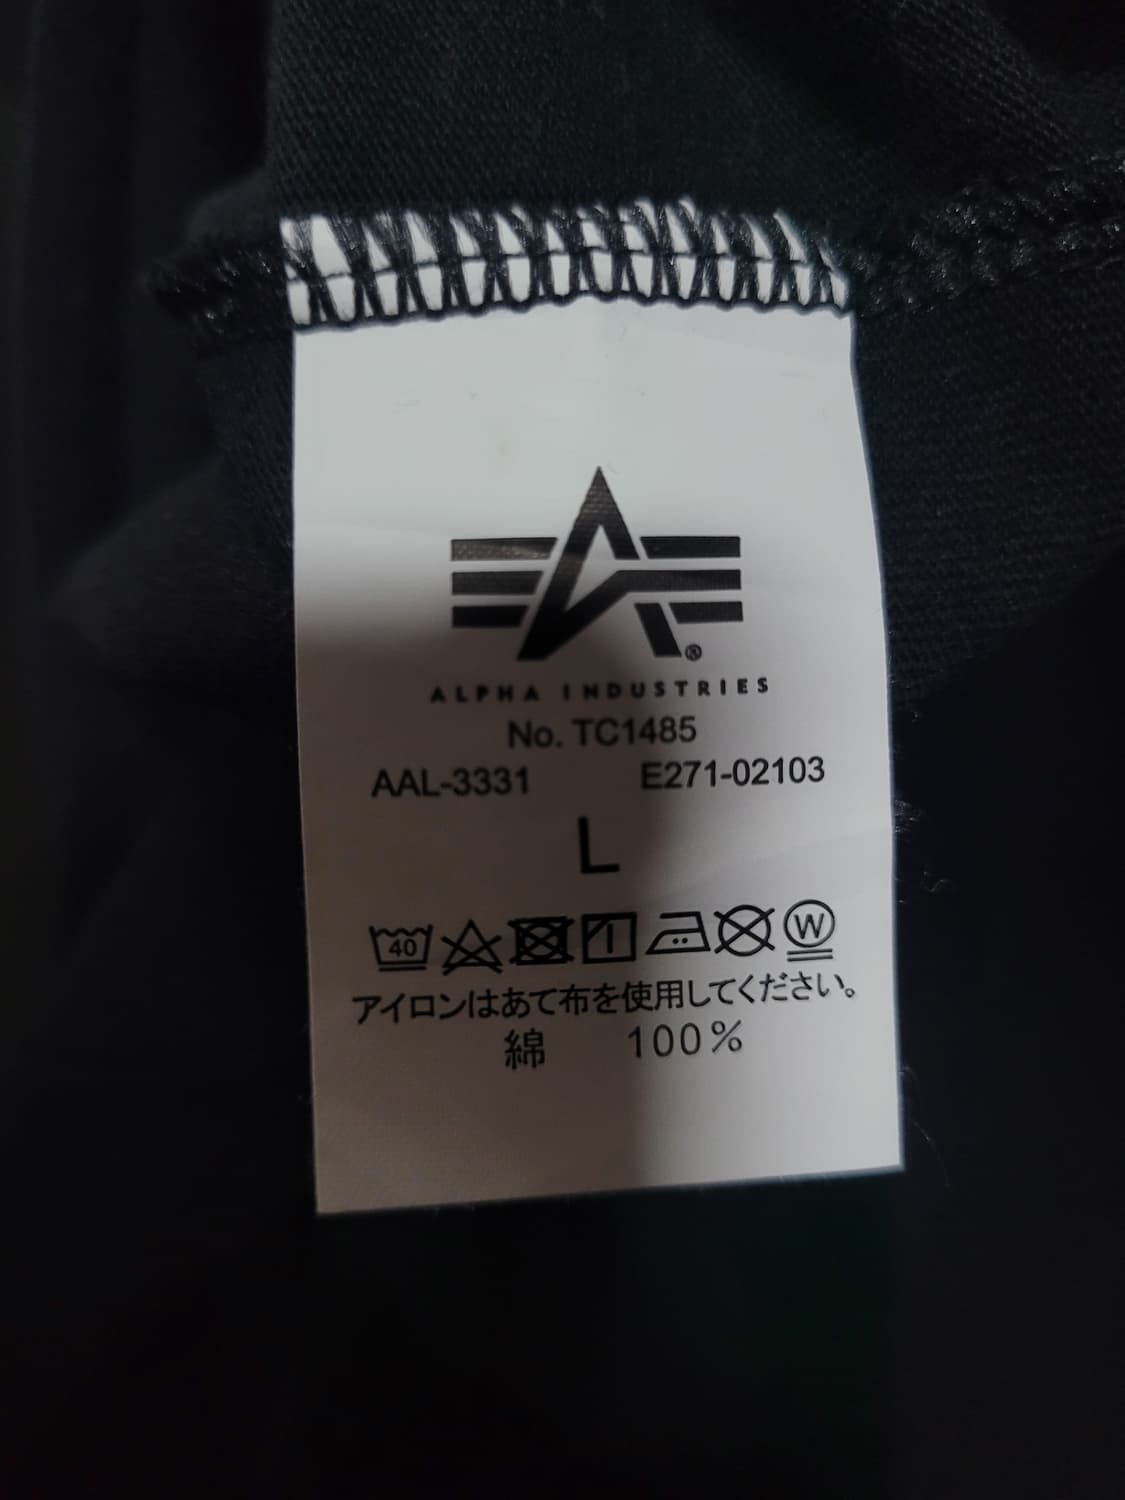 ALPHA INDUSTRIES
No. TC1485
AAL-3331 E271-02103
L
40 W
アイロンはあて布を使用してください。
綿 100%